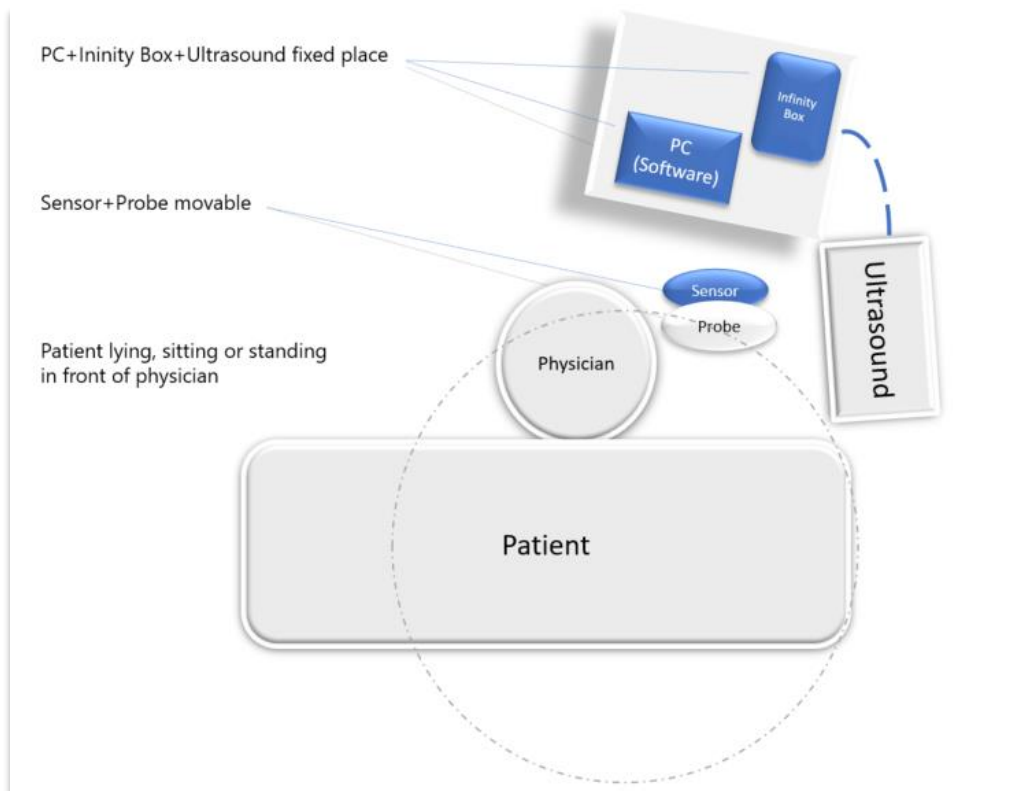 PC+Ininity Box+Ultrasound fixed place
Infinity
Box
PC
(Software)
Sensor+Probe movable
Sensor
Probe
Ultrasound
Patient lying, sitting or standing
in front of physician
Physician
Patient